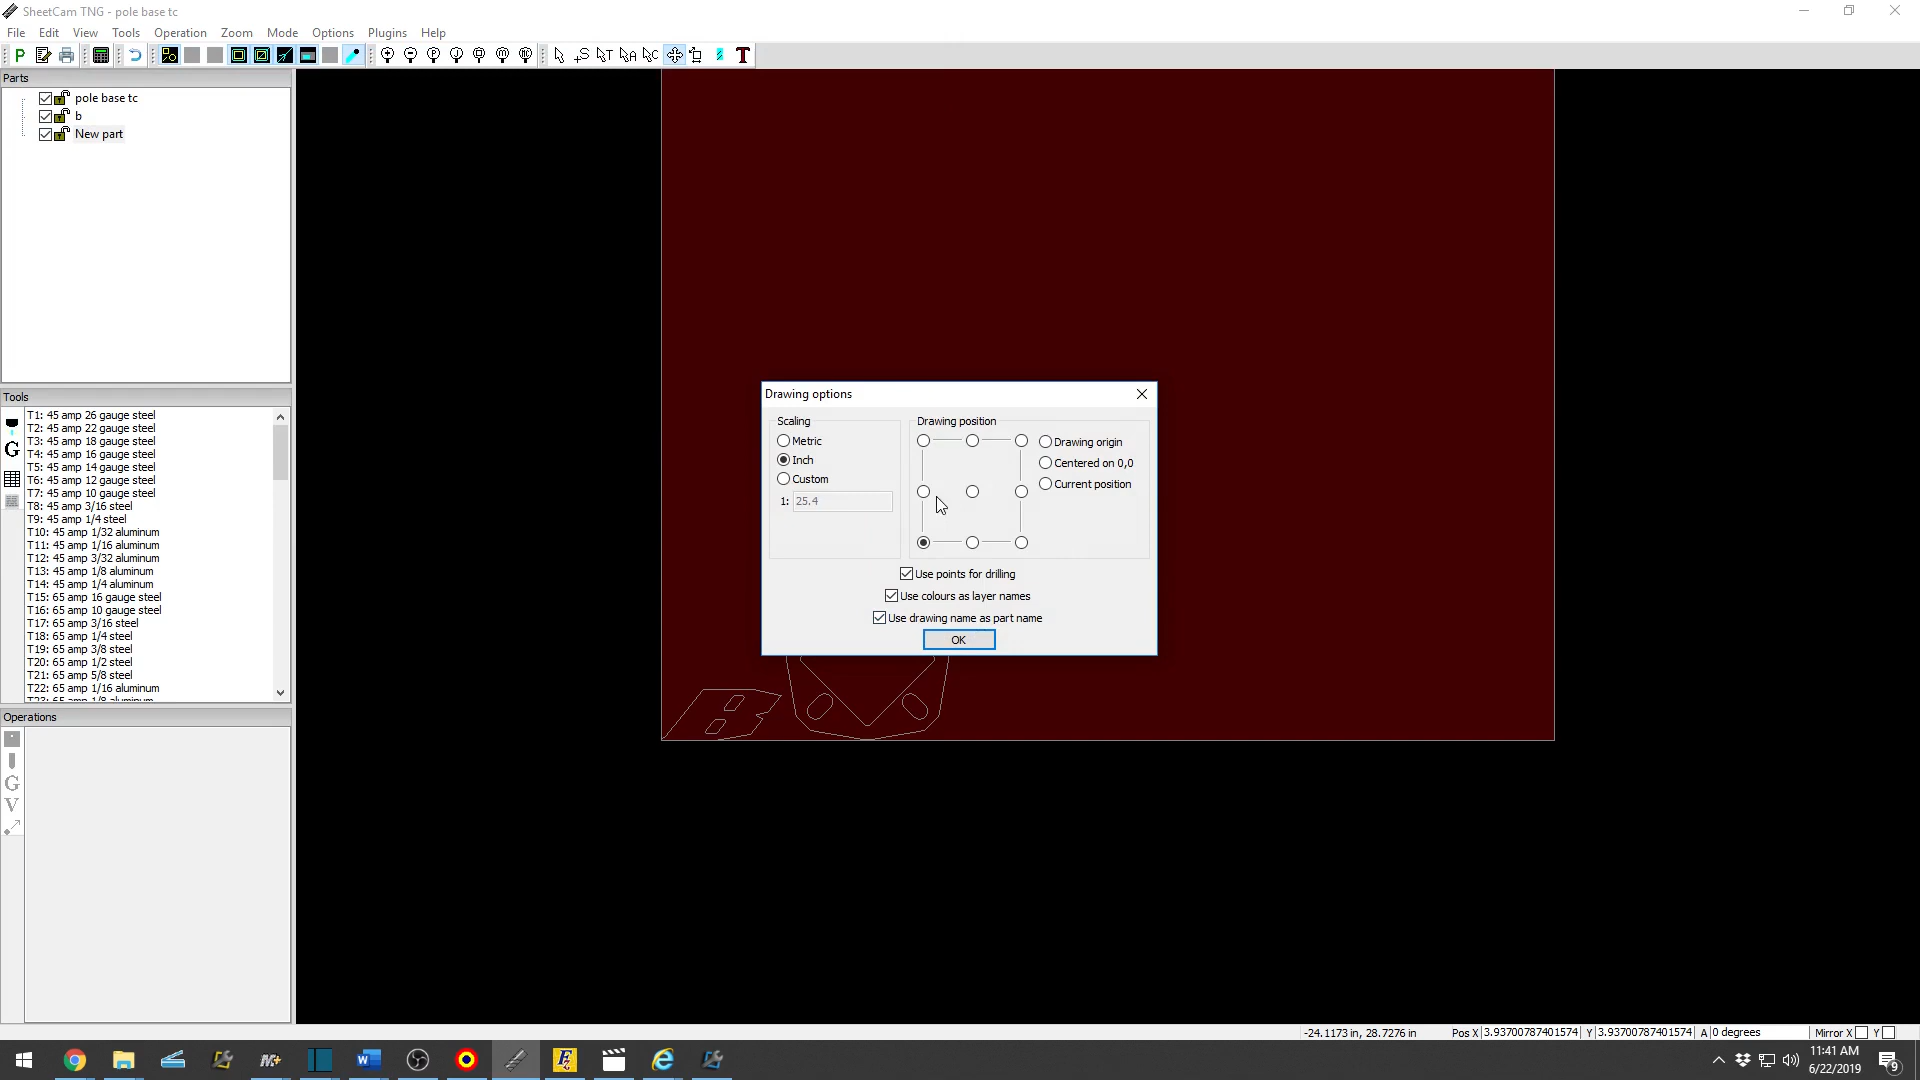 SheetCam TNG - pole base tc
File Edit View Tools Operation Zoom Mode Options Plugins Help
Parts
pole base tc
b
New part
Tools
T1: 45 amp 26 gauge steel
T2: 45 amp 22 gauge steel
T3: 45 amp 18 gauge steel
T4: 45 amp 16 gauge steel
T5: 45 amp 14 gauge steel
T6: 45 amp 12 gauge steel
T7: 45 amp 10 gauge steel
T8: 45 amp 3/16 steel
T9: 45 amp 1/4 steel
T10: 45 amp 1/32 aluminum
T11: 45 amp 1/16 aluminum
T12: 45 amp 3/32 aluminum
T13: 45 amp 1/8 aluminum
T14: 45 amp 1/4 aluminum
T15: 65 amp 16 gauge steel
T16: 65 amp 10 gauge steel
T17: 65 amp 3/16 steel
T18: 65 amp 1/4 steel
T19: 65 amp 3/8 steel
T20: 65 amp 1/2 steel
T21: 65 amp 5/8 steel
T22: 65 amp 1/16 aluminum
T23: 65 amp 1/8 aluminum
Operations
Drawing options
Scaling
Metric
Inch
Custom
1: 25.4
Drawing position
Drawing origin
Centered on 0,0
Current position
Use points for drilling
Use colours as layer names
Use drawing name as part name
OK
-24.1173 in, 28.7276 in Pos X 3.93700787401574 Y 3.93700787401574 A 0 degrees Mirror X Y
11:41 AM
6/22/2019
9